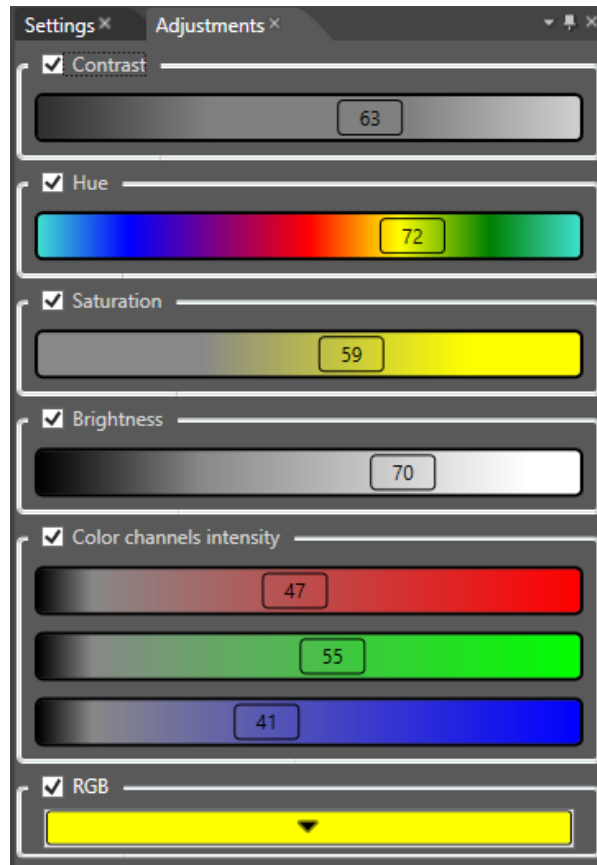 Settings Adjustments
Contrast
63
Hue
72
Saturation
59
Brightness
70
Color channels intensity
47
55
41
RGB